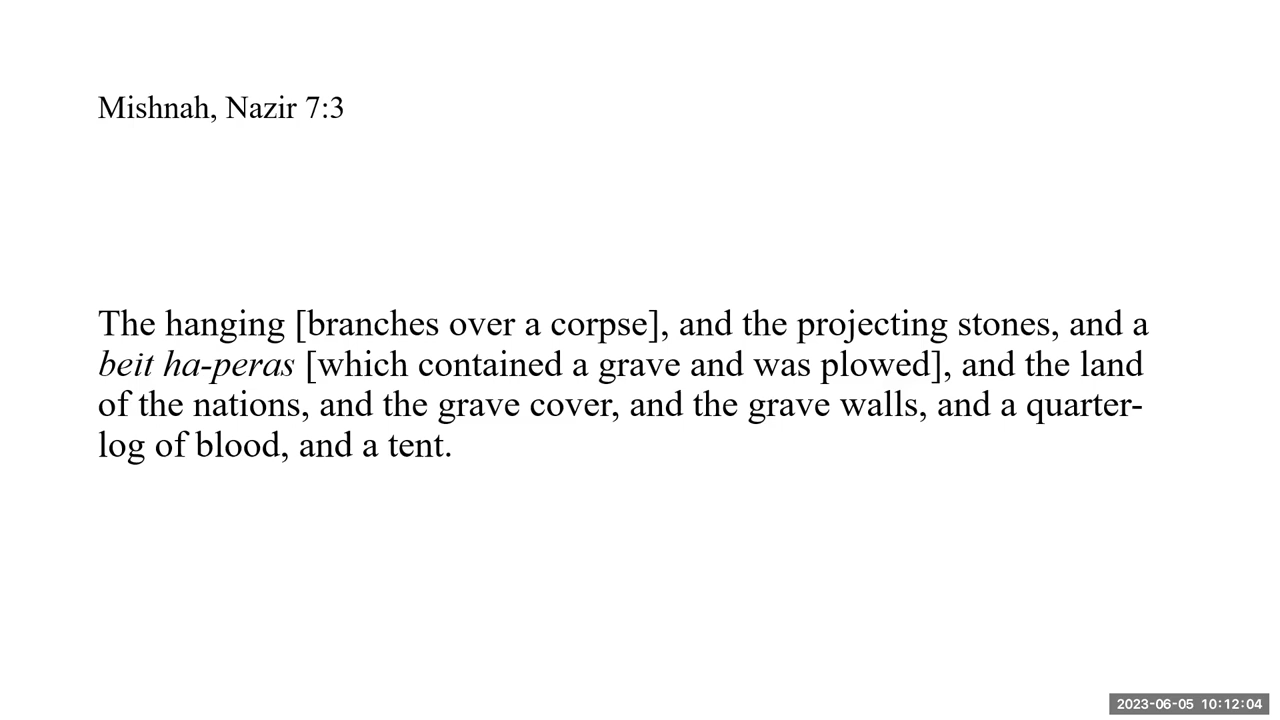 Mishnah, Nazir 7:3
The hanging [branches over a corpse], and the projecting stones, and a
beit ha-peras [which contained a grave and was plowed], and the land
of the nations, and the grave cover, and the grave walls, and a quarter-
log of blood, and a tent.
2023-06-05 10:12:04